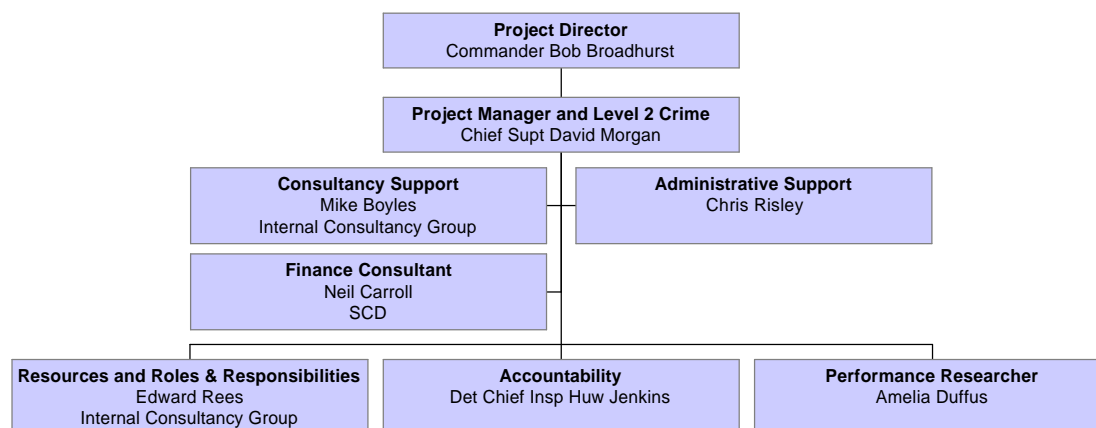 Project Director
Commander Bob Broadhurst
Project Manager and Level 2 Crime
Chief Supt David Morgan
Consultancy Support
Mike Boyles
Internal Consultancy Group
Administrative Support
Chris Risley
Finance Consultant
Neil Carroll
SCD
Resources and Roles & Responsibilities
Edward Rees
Internal Consultancy Group
Accountability
Det Chief Insp Huw Jenkins
Performance Researcher
Amelia Duffus